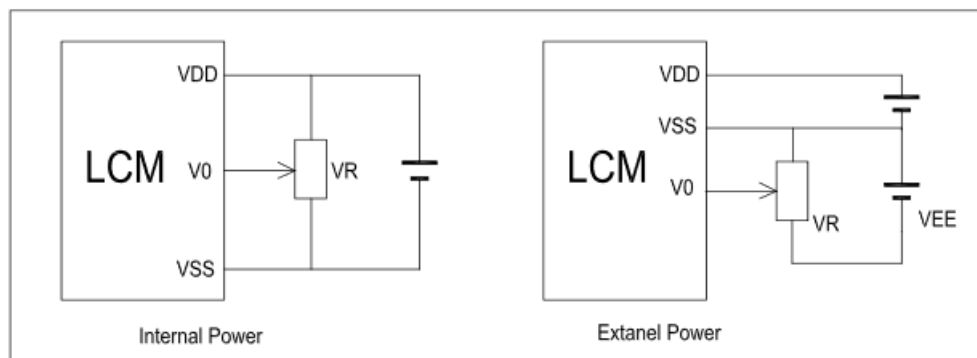 VDD
LCM
V0
VR
VSS
Internal Power
VDD
VSS
LCM
V0
VR
VEE
Extanel Power